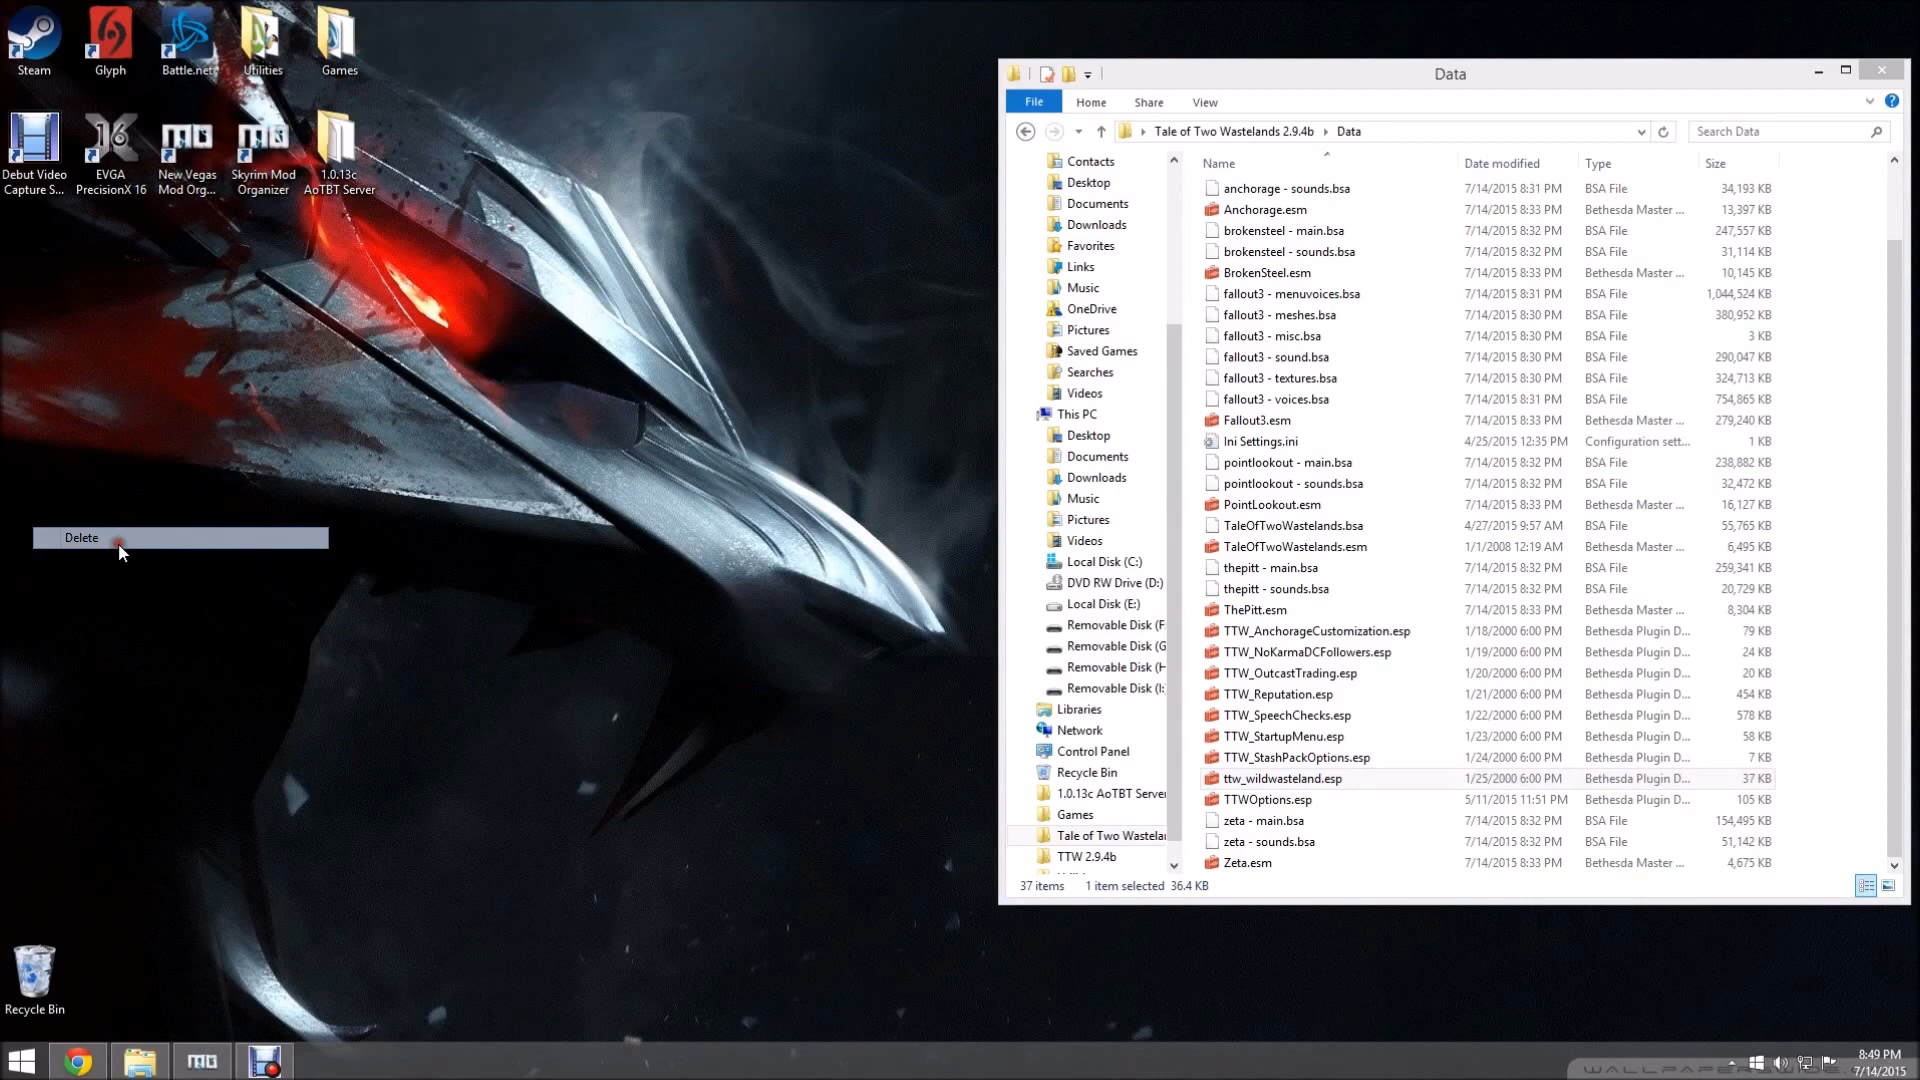 Steam
Glyph
Battle.net
Utilities
Games
Debut Video Capture S...
EVGA PrecisionX 16
New Vegas Mod Org...
Skyrim Mod Organizer
1.0.13c AoTBT Server
Delete
Recycle Bin
Data
File Home Share View
Tale of Two Wastelands 2.9.4b Data
Search Data
Contacts
Desktop
Documents
Downloads
Favorites
Links
Music
OneDrive
Pictures
Saved Games
Searches
Videos
This PC
Desktop
Documents
Downloads
Music
Pictures
Videos
Local Disk (C:)
DVD RW Drive (D:)
Local Disk (E:)
Removable Disk (F
Removable Disk (G
Removable Disk (H
Removable Disk (I:
Libraries
Network
Control Panel
Recycle Bin
1.0.13c AoTBT Server
Games
Tale of Two Wastelan
TTW 2.9.4b
Name Date modified Type Size
anchorage - sounds.bsa 7/14/2015 8:31 PM BSA File 34,193 KB
Anchorage.esm 7/14/2015 8:33 PM Bethesda Master ... 13,397 KB
brokensteel - main.bsa 7/14/2015 8:32 PM BSA File 247,557 KB
brokensteel - sounds.bsa 7/14/2015 8:32 PM BSA File 31,114 KB
BrokenSteel.esm 7/14/2015 8:33 PM Bethesda Master ... 10,145 KB
fallout3 - menuvoices.bsa 7/14/2015 8:31 PM BSA File 1,044,524 KB
fallout3 - meshes.bsa 7/14/2015 8:30 PM BSA File 380,952 KB
fallout3 - misc.bsa 7/14/2015 8:30 PM BSA File 3 KB
fallout3 - sound.bsa 7/14/2015 8:30 PM BSA File 290,047 KB
fallout3 - textures.bsa 7/14/2015 8:30 PM BSA File 324,713 KB
fallout3 - voices.bsa 7/14/2015 8:31 PM BSA File 754,865 KB
Fallout3.esm 7/14/2015 8:33 PM Bethesda Master ... 279,240 KB
Ini Settings.ini 4/25/2015 12:35 PM Configuration sett... 1 KB
pointlookout - main.bsa 7/14/2015 8:32 PM BSA File 238,882 KB
pointlookout - sounds.bsa 7/14/2015 8:32 PM BSA File 32,472 KB
PointLookout.esm 7/14/2015 8:33 PM Bethesda Master ... 16,127 KB
TaleOfTwoWastelands.bsa 4/27/2015 9:57 AM BSA File 55,765 KB
TaleOfTwoWastelands.esm 1/1/2008 12:19 AM Bethesda Master ... 6,495 KB
thepitt - main.bsa 7/14/2015 8:32 PM BSA File 259,341 KB
thepitt - sounds.bsa 7/14/2015 8:32 PM BSA File 20,729 KB
ThePitt.esm 7/14/2015 8:33 PM Bethesda Master ... 8,304 KB
TTW_AnchorageCustomization.esp 1/18/2000 6:00 PM Bethesda Plugin D... 79 KB
TTW_NoKarmaDCFollowers.esp 1/19/2000 6:00 PM Bethesda Plugin D... 24 KB
TTW_OutcastTrading.esp 1/20/2000 6:00 PM Bethesda Plugin D... 20 KB
TTW_Reputation.esp 1/21/2000 6:00 PM Bethesda Plugin D... 454 KB
TTW_SpeechChecks.esp 1/22/2000 6:00 PM Bethesda Plugin D... 578 KB
TTW_StartupMenu.esp 1/23/2000 6:00 PM Bethesda Plugin D... 58 KB
TTW_StashPackOptions.esp 1/24/2000 6:00 PM Bethesda Plugin D... 7 KB
ttw_wildwasteland.esp 1/25/2000 6:00 PM Bethesda Plugin D... 37 KB
TTWOptions.esp 5/11/2015 11:51 PM Bethesda Plugin D... 105 KB
zeta - main.bsa 7/14/2015 8:32 PM BSA File 154,495 KB
zeta - sounds.bsa 7/14/2015 8:32 PM BSA File 51,142 KB
Zeta.esm 7/14/2015 8:33 PM Bethesda Master ... 4,675 KB
37 items 1 item selected 36.4 KB
8:49 PM
7/14/2015